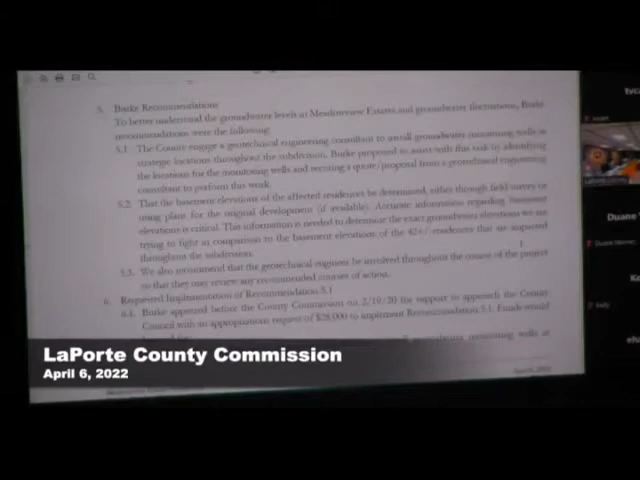 5. Burke Recommendations
To better understand the groundwater levels at Meadowview Estates and groundwater fluctuations, Burke
recommendations were the following:
5.1 The County engage a geotechnical engineering consultant to install groundwater monitoring wells at
strategic locations throughout the subdivision. Burke proposed to assist with this task by identifying
the locations for the monitoring wells and securing a quote/proposal from a geotechnical engineering
consultant to perform this work.
5.2 That the basement elevations of the affected residences be determined, either through field survey or
using plans for the original development (if available). Accurate information regarding basement
elevations is critical. This information is needed to determine the exact groundwater elevations we are
trying to fight in comparison to the basement elevations of the 42+/- residences that are impacted
throughout the subdivision.
5.3 We also recommend that the geotechnical engineer be involved throughout the course of the project
so that they may review any recommended courses of action.
6. Requested Implementation of Recommendation 5.1
6.1 Burke appeared before the County Commission on 2/19/20 for support to approach the County
Council with an appropriations request of $28,000 to implement Recommendation 5.1. Funds would
groundwater monitoring wells at
LaPorte County Commission
April 6, 2022
Duane